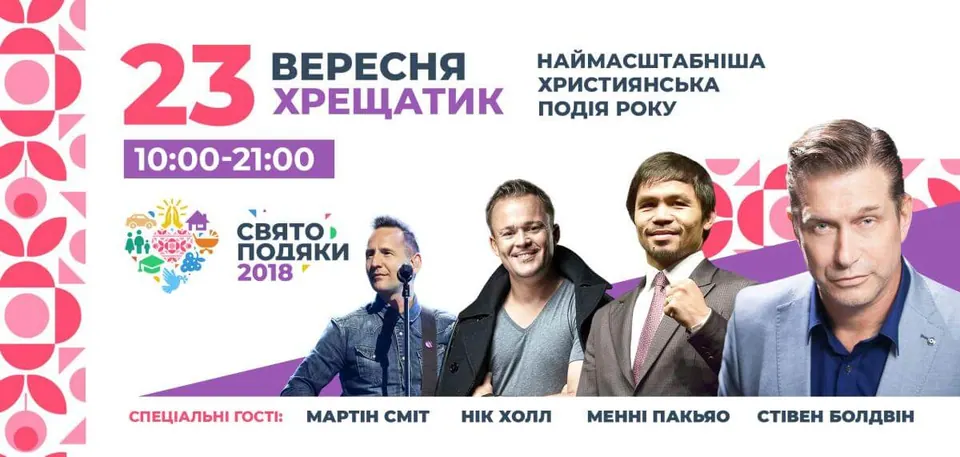 23
ВЕРЕСНЯ
ХРЕЩАТИК
10:00-21:00
НАЙМАСШТАБНІША
ХРИСТИЯНСЬКА
ПОДІЯ РОКУ
СВЯТО
ПОДЯКИ
2018
СПЕЦІАЛЬНІ ГОСТІ: МАРТІН СМІТ НІК ХОЛЛ МЕННІ ПАКЬЯО СТІВЕН БОЛДВІН